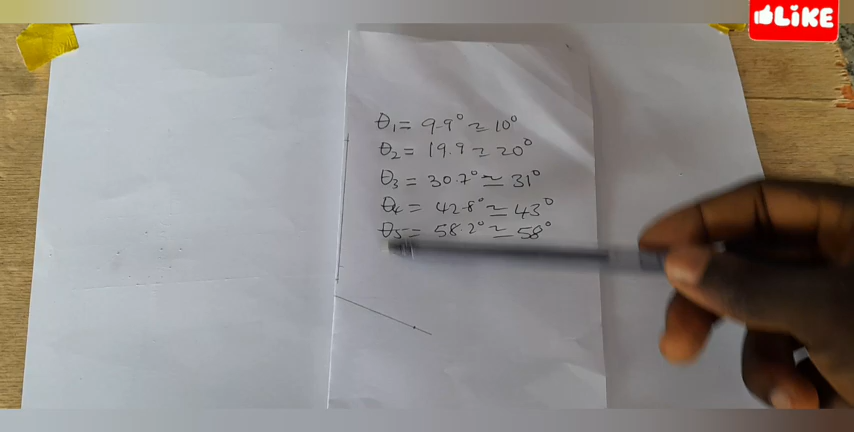 LIKE
θ₁ = 9.9° ≃ 10°
θ₂ = 19.9 ≃ 20°
θ₃ = 30.7° ≃ 31°
θ₄ = 42.8° ≃ 43°
θ₅ = 58.2° ≃ 58°